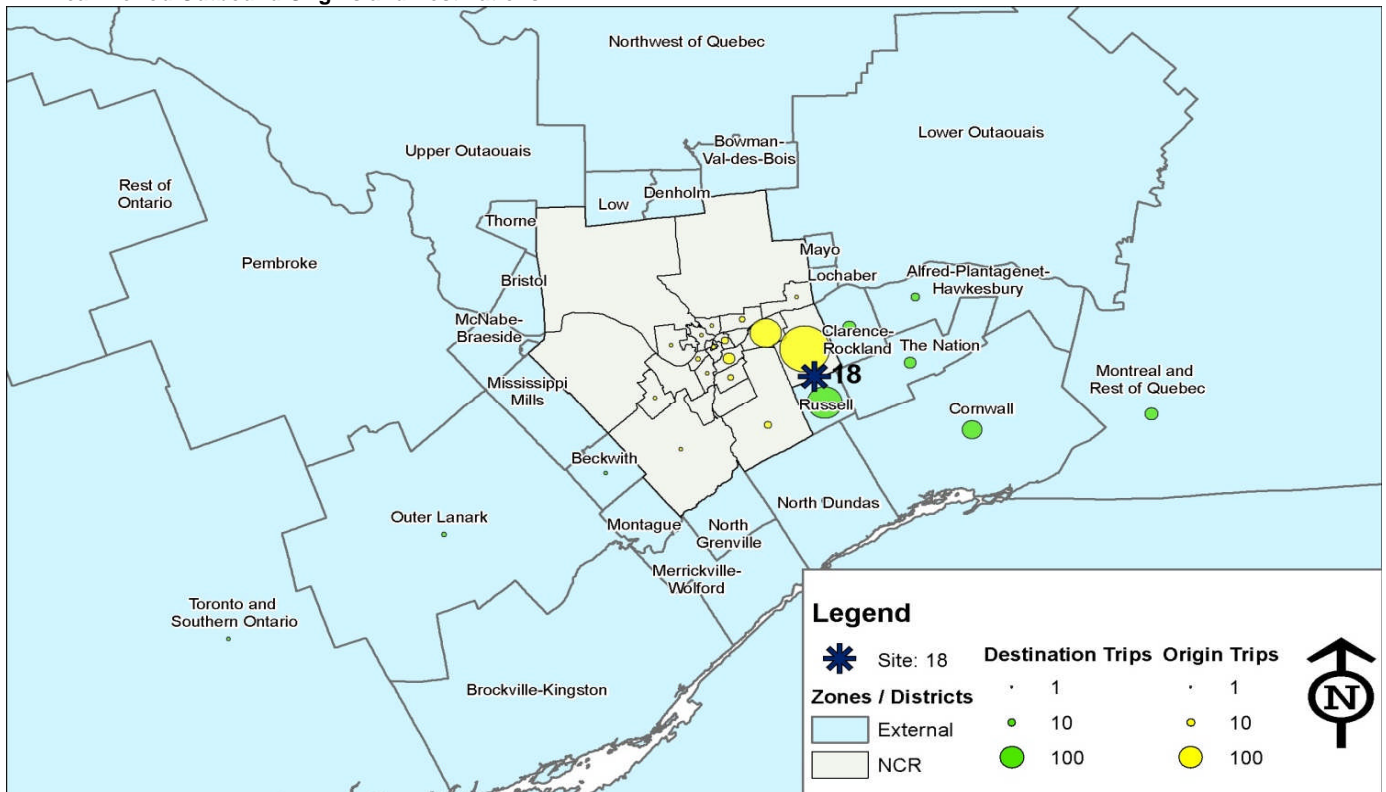 Northwest of Quebec
Lower Outaouais
Bowman-
Val-des-Bois
Upper Outaouais
Rest of
Ontario
Denholm
Low
Thorne
Mayo
Pembroke
Lochaber
Alfred-Plantagenet-
Hawkesbury
Bristol
McNabe-
Braeside
Clarence-
Rockland
The Nation
Montreal and
Rest of Quebec
18
Mississippi
Mills
Russell
Cornwall
Beckwith
North Dundas
Outer Lanark
Montague
North
Grenville
Merrickville-
Wolford
Toronto and
Southern Ontario
Brockville-Kingston
Legend
Site: 18
Zones / Districts
External
NCR
Destination Trips
1
10
100
Origin Trips
1
10
100
N